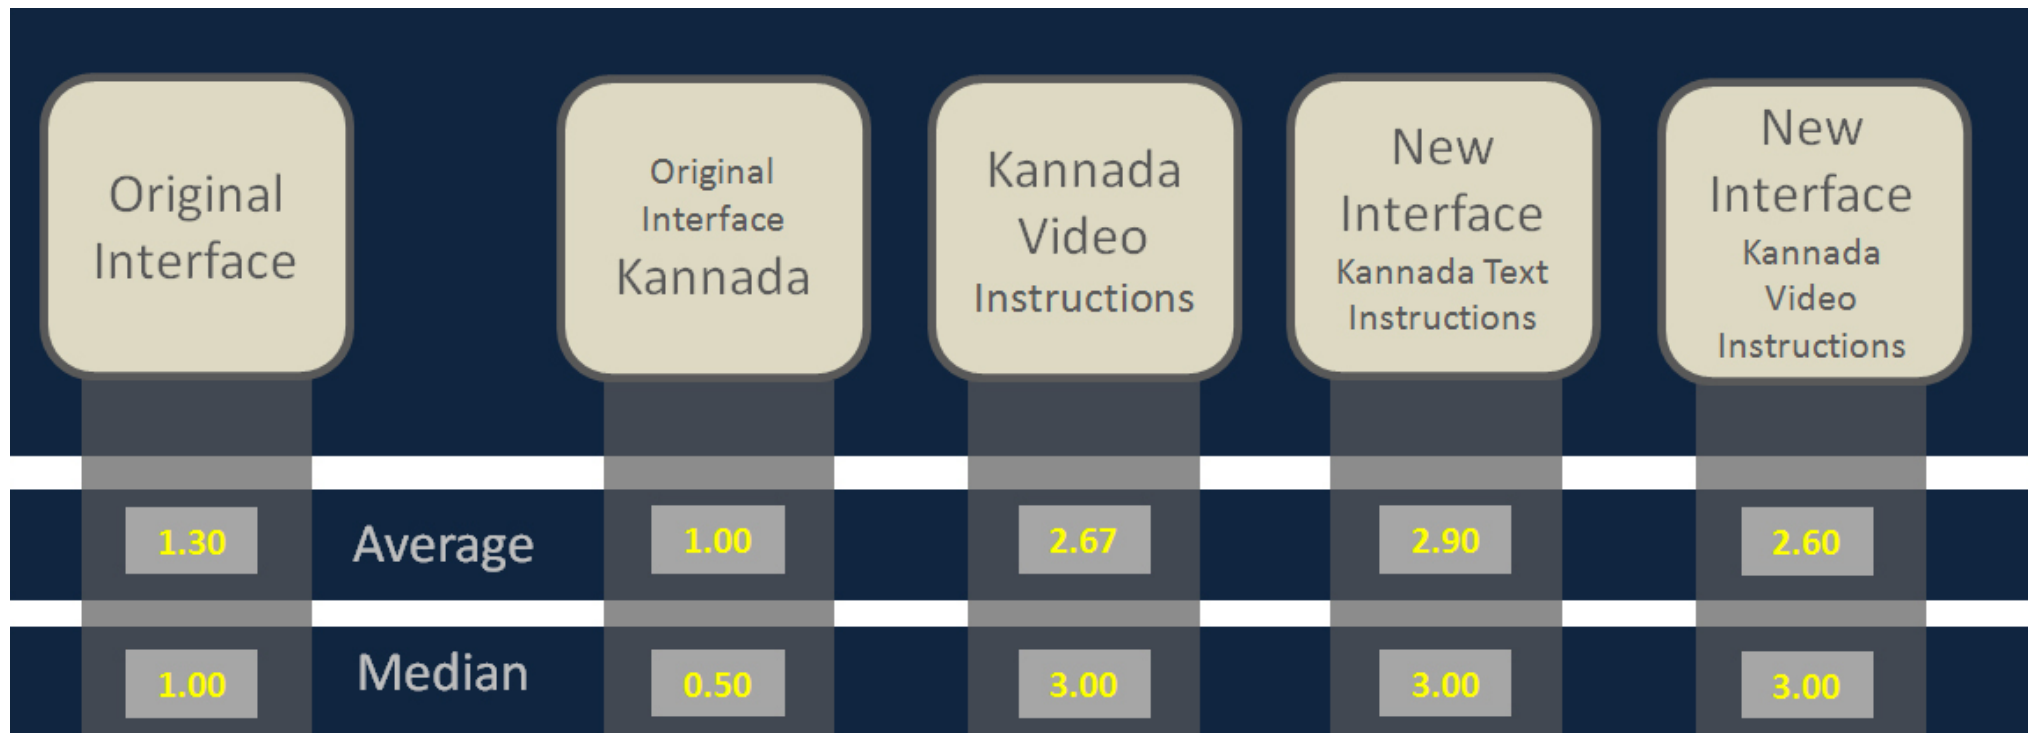 Original
Interface
Original
Interface
Kannada
Kannada
Video
Instructions
New
Interface
Kannada Text
Instructions
New
Interface
Kannada
Video
Instructions
1.30 Average 1.00 2.67 2.90 2.60
1.00 Median 0.50 3.00 3.00 3.00